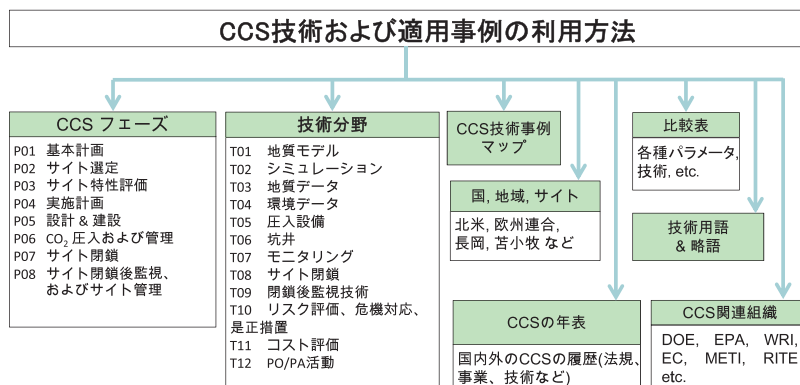 CCS技術および適用事例の利用方法
CCS フェーズ
P01 基本計画
P02 サイト選定
P03 サイト特性評価
P04 実施計画
P05 設計 & 建設
P06 CO₂ 圧入および管理
P07 サイト閉鎖
P08 サイト閉鎖後監視、
およびサイト管理
技術分野
T01 地質モデル
T02 シミュレーション
T03 地質データ
T04 環境データ
T05 圧入設備
T06 坑井
T07 モニタリング
T08 サイト閉鎖
T09 閉鎖後監視技術
T10 リスク評価、危機対応、
是正措置
T11 コスト評価
T12 PO/PA活動
CCS技術事例
マップ
国, 地域, サイト
北米, 欧州連合,
長岡, 苫小牧 など
比較表
各種パラメータ,
技術, etc.
技術用語
& 略語
CCSの年表
国内外のCCSの履歴(法規、
事業、技術など)
CCS関連組織
DOE, EPA, WRI,
EC, METI, RITE
etc.